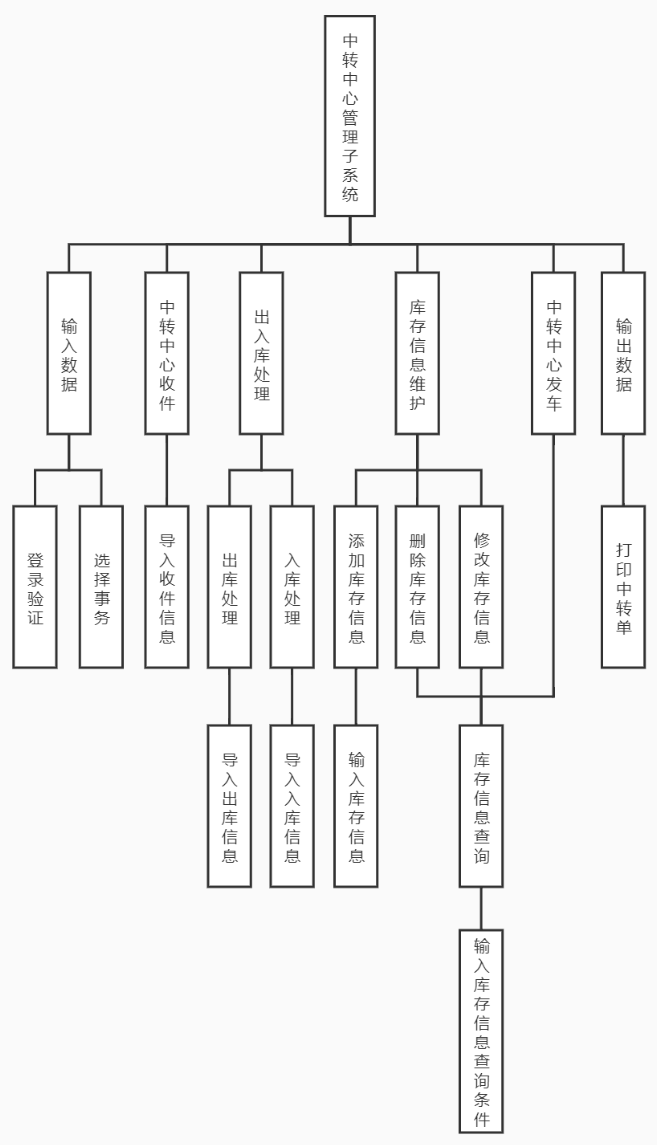 中转中心管理子系统
输入数据
中转中心收件
出入库处理
库存信息维护
中转中心发车
输出数据
登录验证
选择事务
导入收件信息
出库处理
入库处理
添加库存信息
删除库存信息
修改库存信息
打印中转单
导入出库信息
导入入库信息
输入库存信息
库存信息查询
输入库存信息查询条件